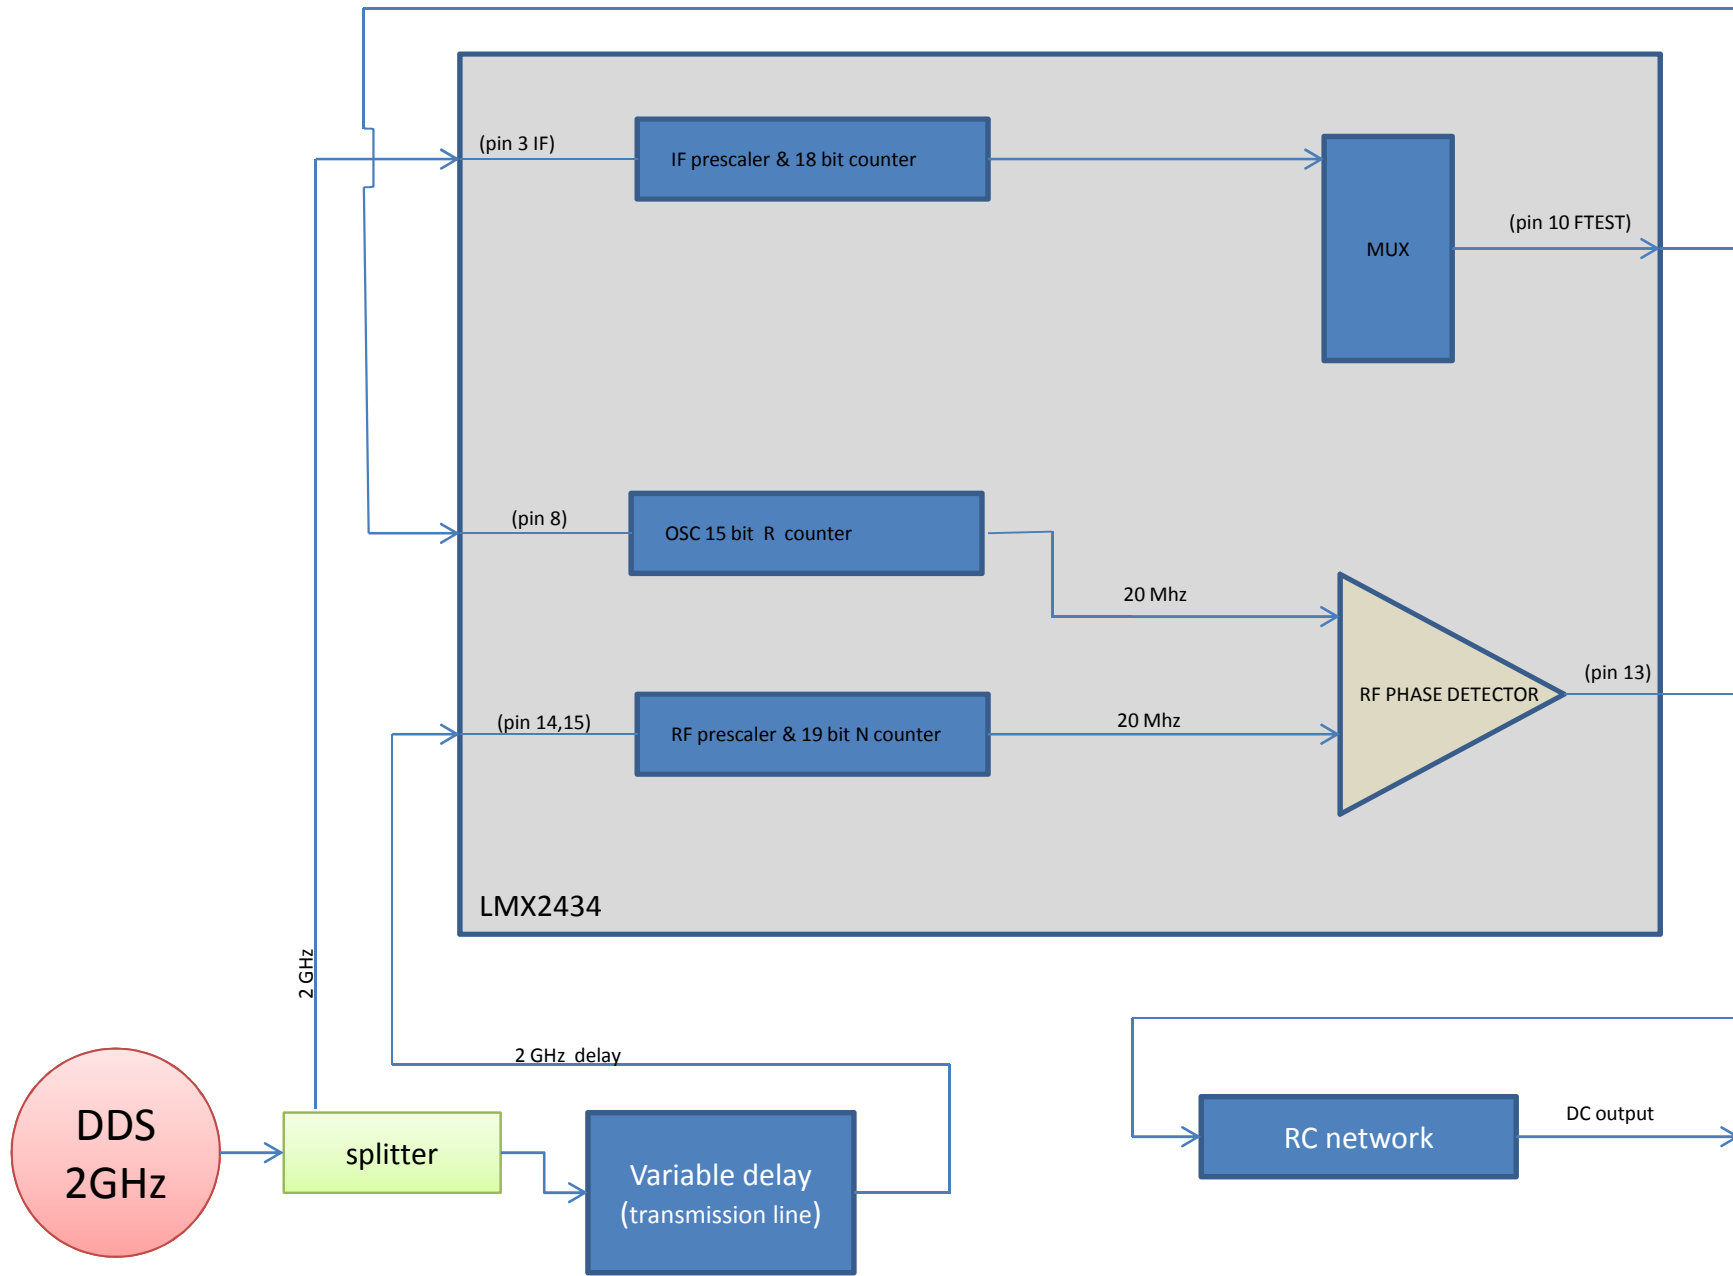 (pin 3 IF)
IF prescaler & 18 bit counter
(pin 10 FTEST)
MUX
(pin 8)
OSC 15 bit  R  counter
20 Mhz
(pin 14,15)
RF prescaler & 19 bit N counter
20 Mhz
RF PHASE DETECTOR
(pin 13)
LMX2434
2 GHz
2 GHz  delay
DDS
2GHz
splitter
Variable delay
(transmission line)
RC network
DC output